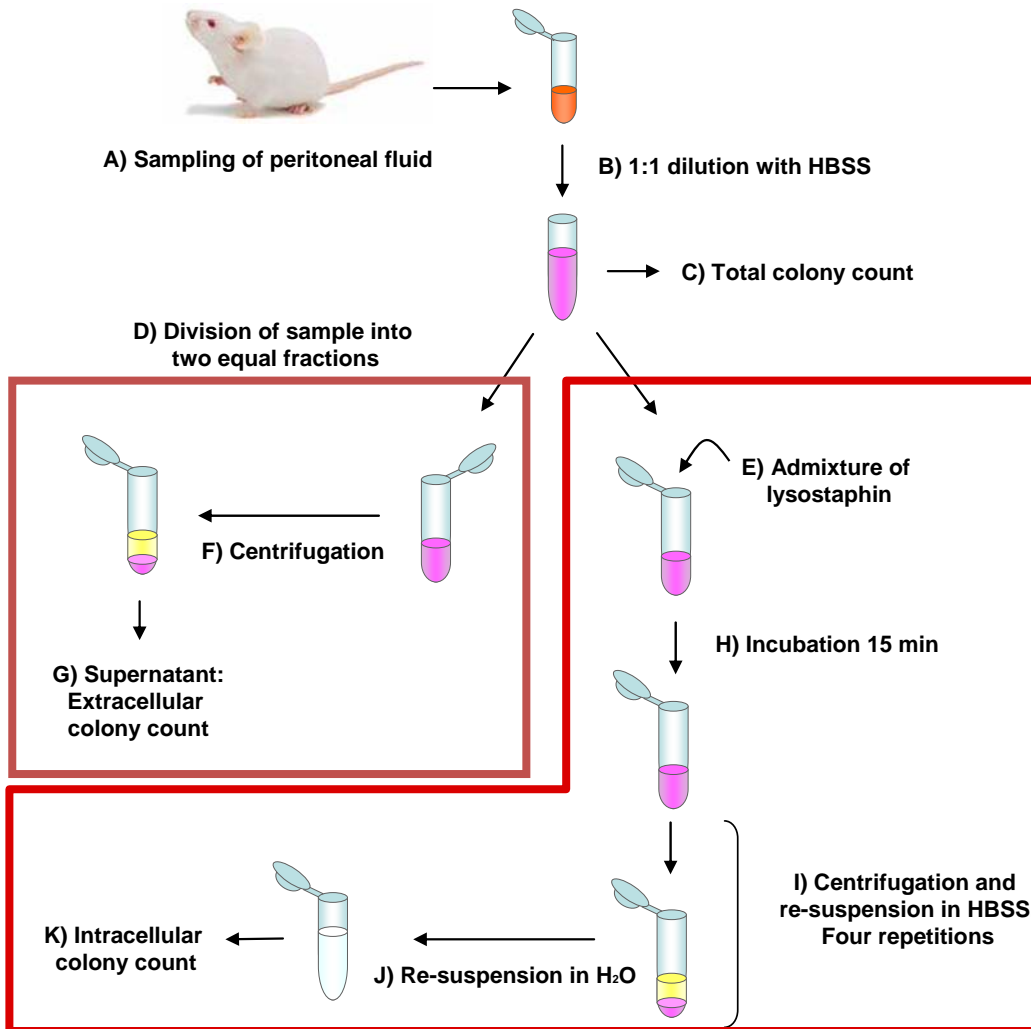 A) Sampling of peritoneal fluid
B) 1:1 dilution with HBSS
C) Total colony count
D) Division of sample into
two equal fractions
E) Admixture of
lysostaphin
F) Centrifugation
G) Supernatant:
Extracellular
colony count
H) Incubation 15 min
I) Centrifugation and
re-suspension in HBSS
Four repetitions
J) Re-suspension in H₂O
K) Intracellular
colony count